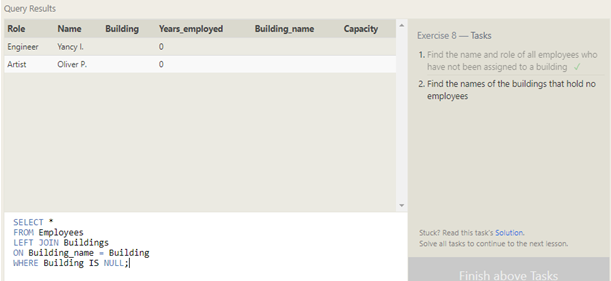 Query Results
Role Name Building Years_employed Building_name Capacity
Engineer Yancy I. 0
Artist Oliver P. 0
Exercise 8 — Tasks
1. Find the name and role of all employees who
have not been assigned to a building ✓
2. Find the names of the buildings that hold no
employees
Stuck? Read this task's Solution.
Solve all tasks to continue to the next lesson.
Finish above Tasks
SELECT *
FROM Employees
LEFT JOIN Buildings
ON Building_name = Building
WHERE Building IS NULL;